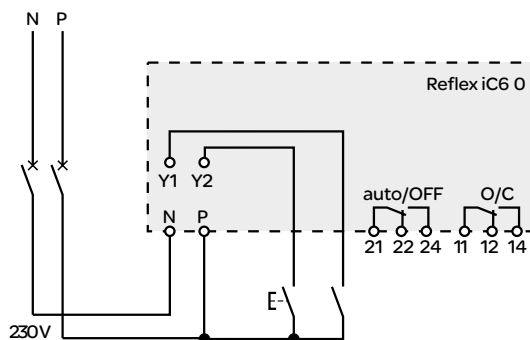 N P
Reflex iC6 0
Y1 Y2
auto/OFF O/C
N P
21 22 24 11 12 14
230V